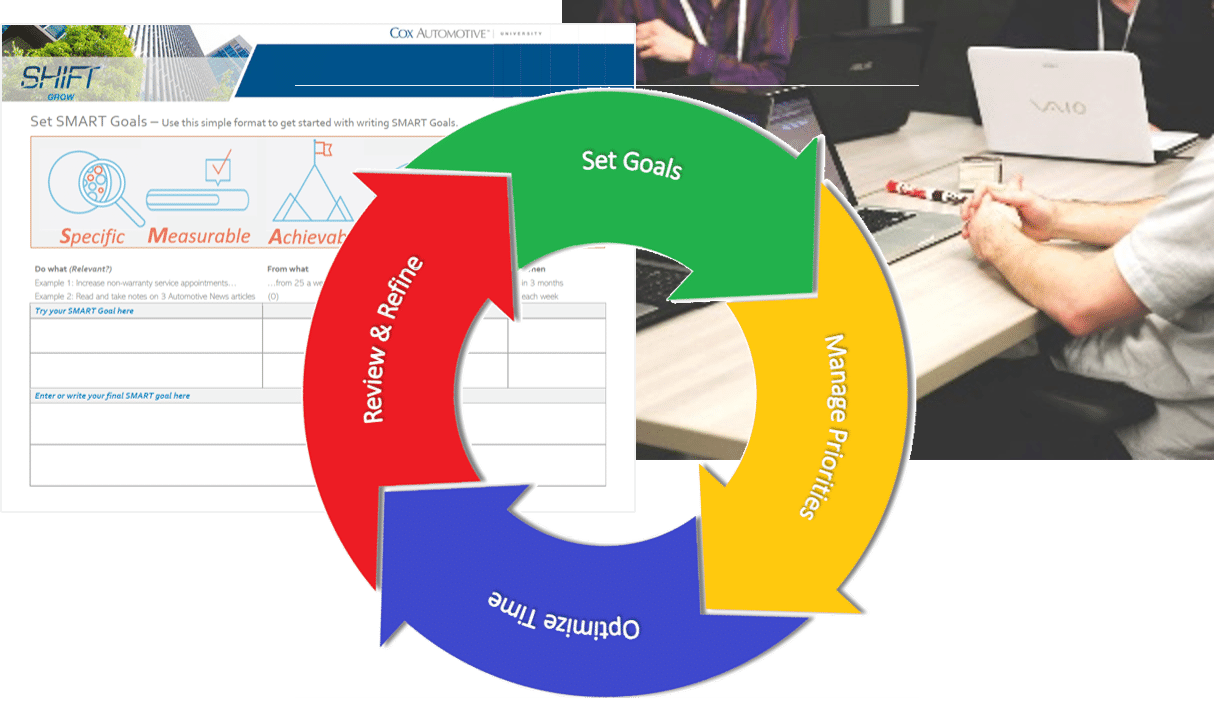 COX AUTOMOTIVE | UNIVERSITY
SHIFT
GROW
Set SMART Goals – Use this simple format to get started with writing SMART Goals.
Specific Measurable Achievab
Do what (Relevant?) From what
Example 1: Increase non-warranty service appointments... ...from 25 a we in 3 months
Example 2: Read and take notes on 3 Automotive News articles (0) each week
Try your SMART Goal here
Enter or write your final SMART goal here
ASUS
VAIO
Set Goals
Manage Priorities
Optimize Time
Review & Refine